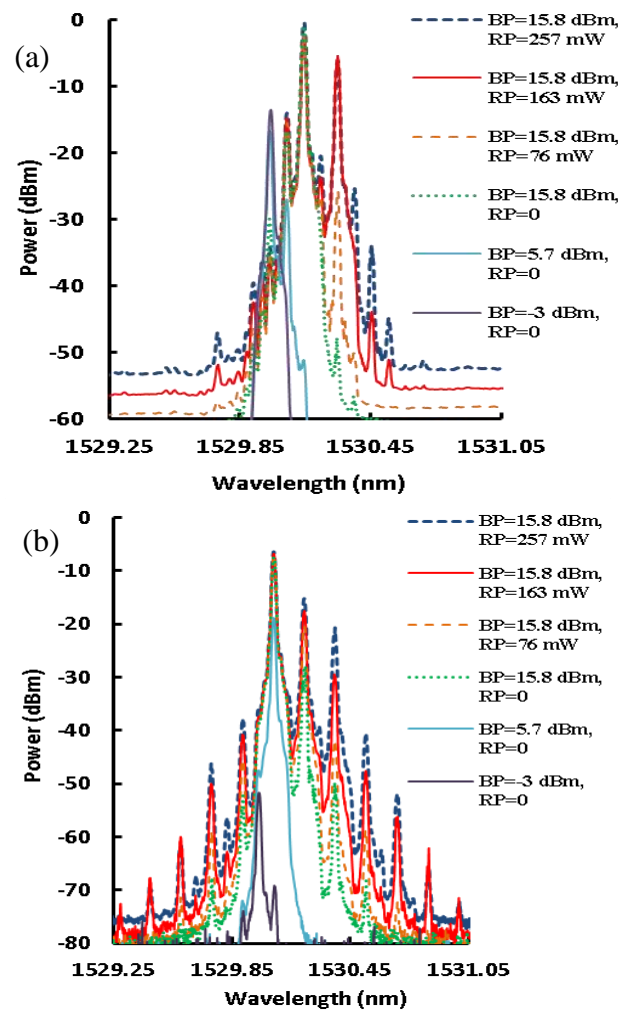 (a)
Power (dBm)
0
-10
-20
-30
-40
-50
-60
1529.25 1529.85 1530.45 1531.05
Wavelength (nm)
BP=15.8 dBm,
RP=257 mW
BP=15.8 dBm,
RP=163 mW
BP=15.8 dBm,
RP=76 mW
BP=15.8 dBm,
RP=0
BP=5.7 dBm,
RP=0
BP=-3 dBm,
RP=0
(b)
Power (dBm)
0
-10
-20
-30
-40
-50
-60
-70
-80
1529.25 1529.85 1530.45 1531.05
Wavelength (nm)
BP=15.8 dBm,
RP=257 mW
BP=15.8 dBm,
RP=163 mW
BP=15.8 dBm,
RP=76 mW
BP=15.8 dBm,
RP=0
BP=5.7 dBm,
RP=0
BP=-3 dBm,
RP=0